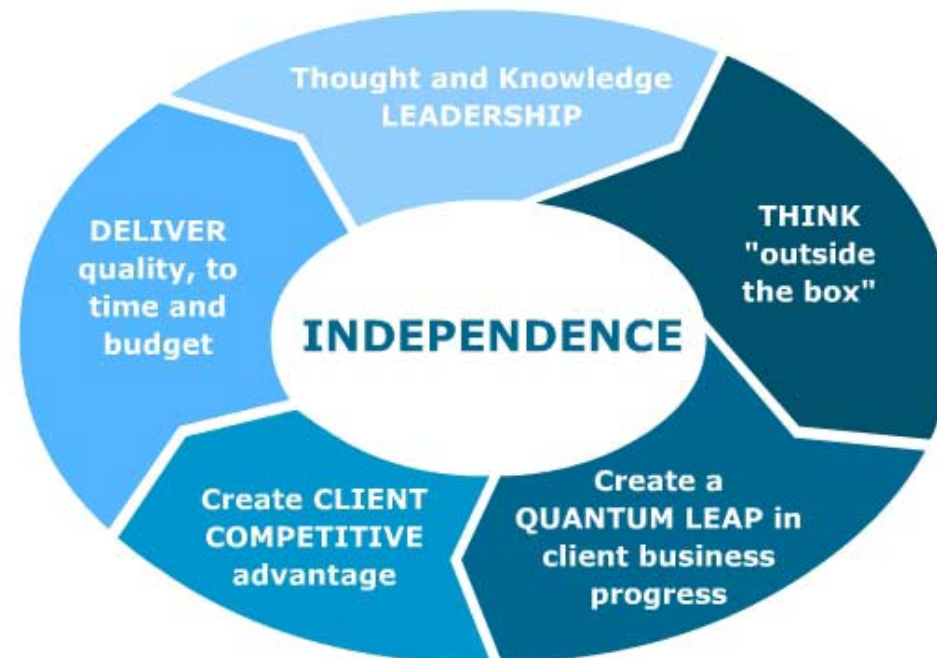 Thought and Knowledge
LEADERSHIP
THINK
"outside
the box"
Create a
QUANTUM LEAP in
client business
progress
Create CLIENT
COMPETITIVE
advantage
DELIVER
quality, to
time and
budget
INDEPENDENCE